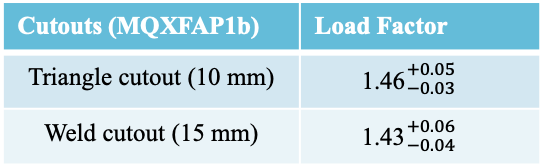 Cutouts (MQXFAP1b) Load Factor
Triangle cutout (10 mm) 1.46 +0.05 −0.03
Weld cutout (15 mm) 1.43 +0.06 −0.04